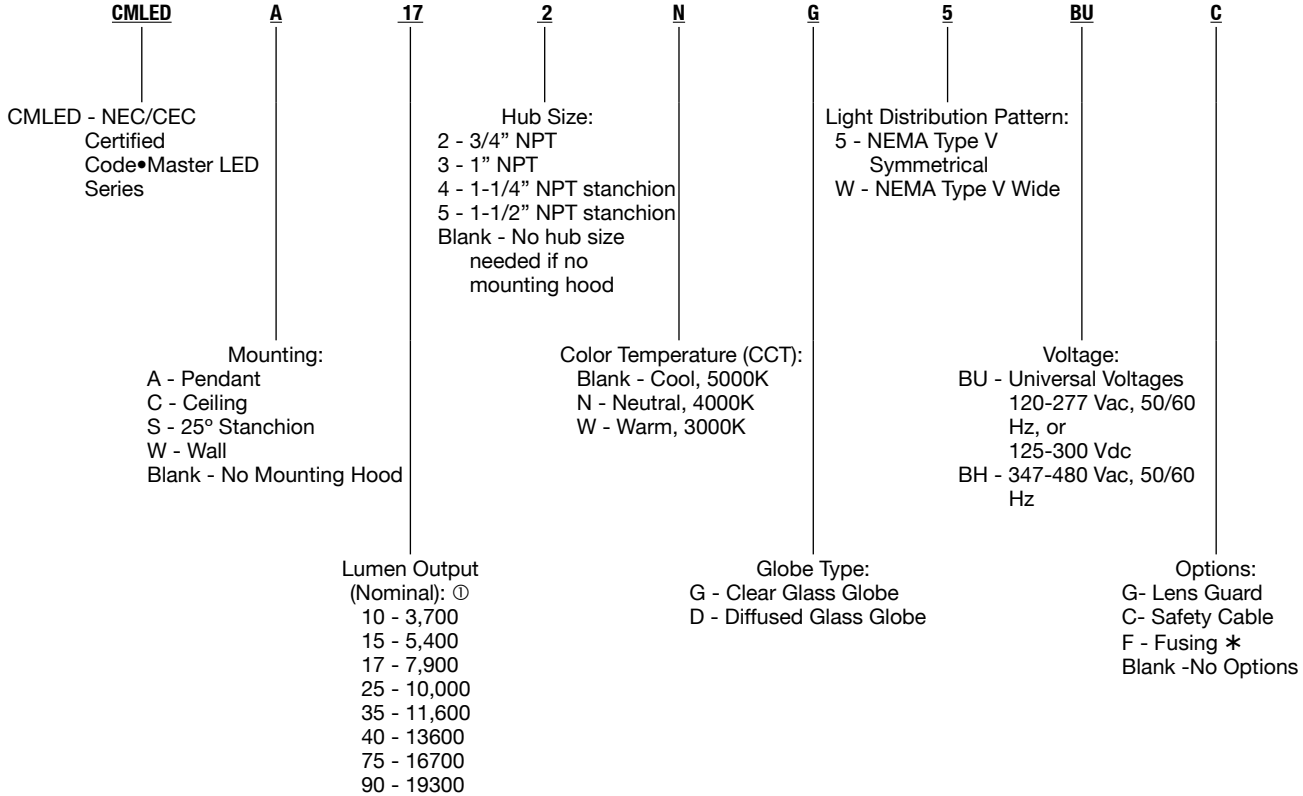 CMLED A 17 2 N G 5 BU C
CMLED - NEC/CEC
Certified
Code•Master LED
Series
Hub Size:
2 - 3/4” NPT
3 - 1” NPT
4 - 1-1/4” NPT stanchion
5 - 1-1/2” NPT stanchion
Blank - No hub size
needed if no
mounting hood
Light Distribution Pattern:
5 - NEMA Type V
Symmetrical
W - NEMA Type V Wide
Mounting:
A - Pendant
C - Ceiling
S - 25º Stanchion
W - Wall
Blank - No Mounting Hood
Color Temperature (CCT):
Blank - Cool, 5000K
N - Neutral, 4000K
W - Warm, 3000K
Voltage:
BU - Universal Voltages
120-277 Vac, 50/60
Hz, or
125-300 Vdc
BH - 347-480 Vac, 50/60
Hz
Lumen Output
(Nominal): ①
10 - 3,700
15 - 5,400
17 - 7,900
25 - 10,000
35 - 11,600
40 - 13600
75 - 16700
90 - 19300
Globe Type:
G - Clear Glass Globe
D - Diffused Glass Globe
Options:
G- Lens Guard
C- Safety Cable
F - Fusing ∗
Blank -No Options